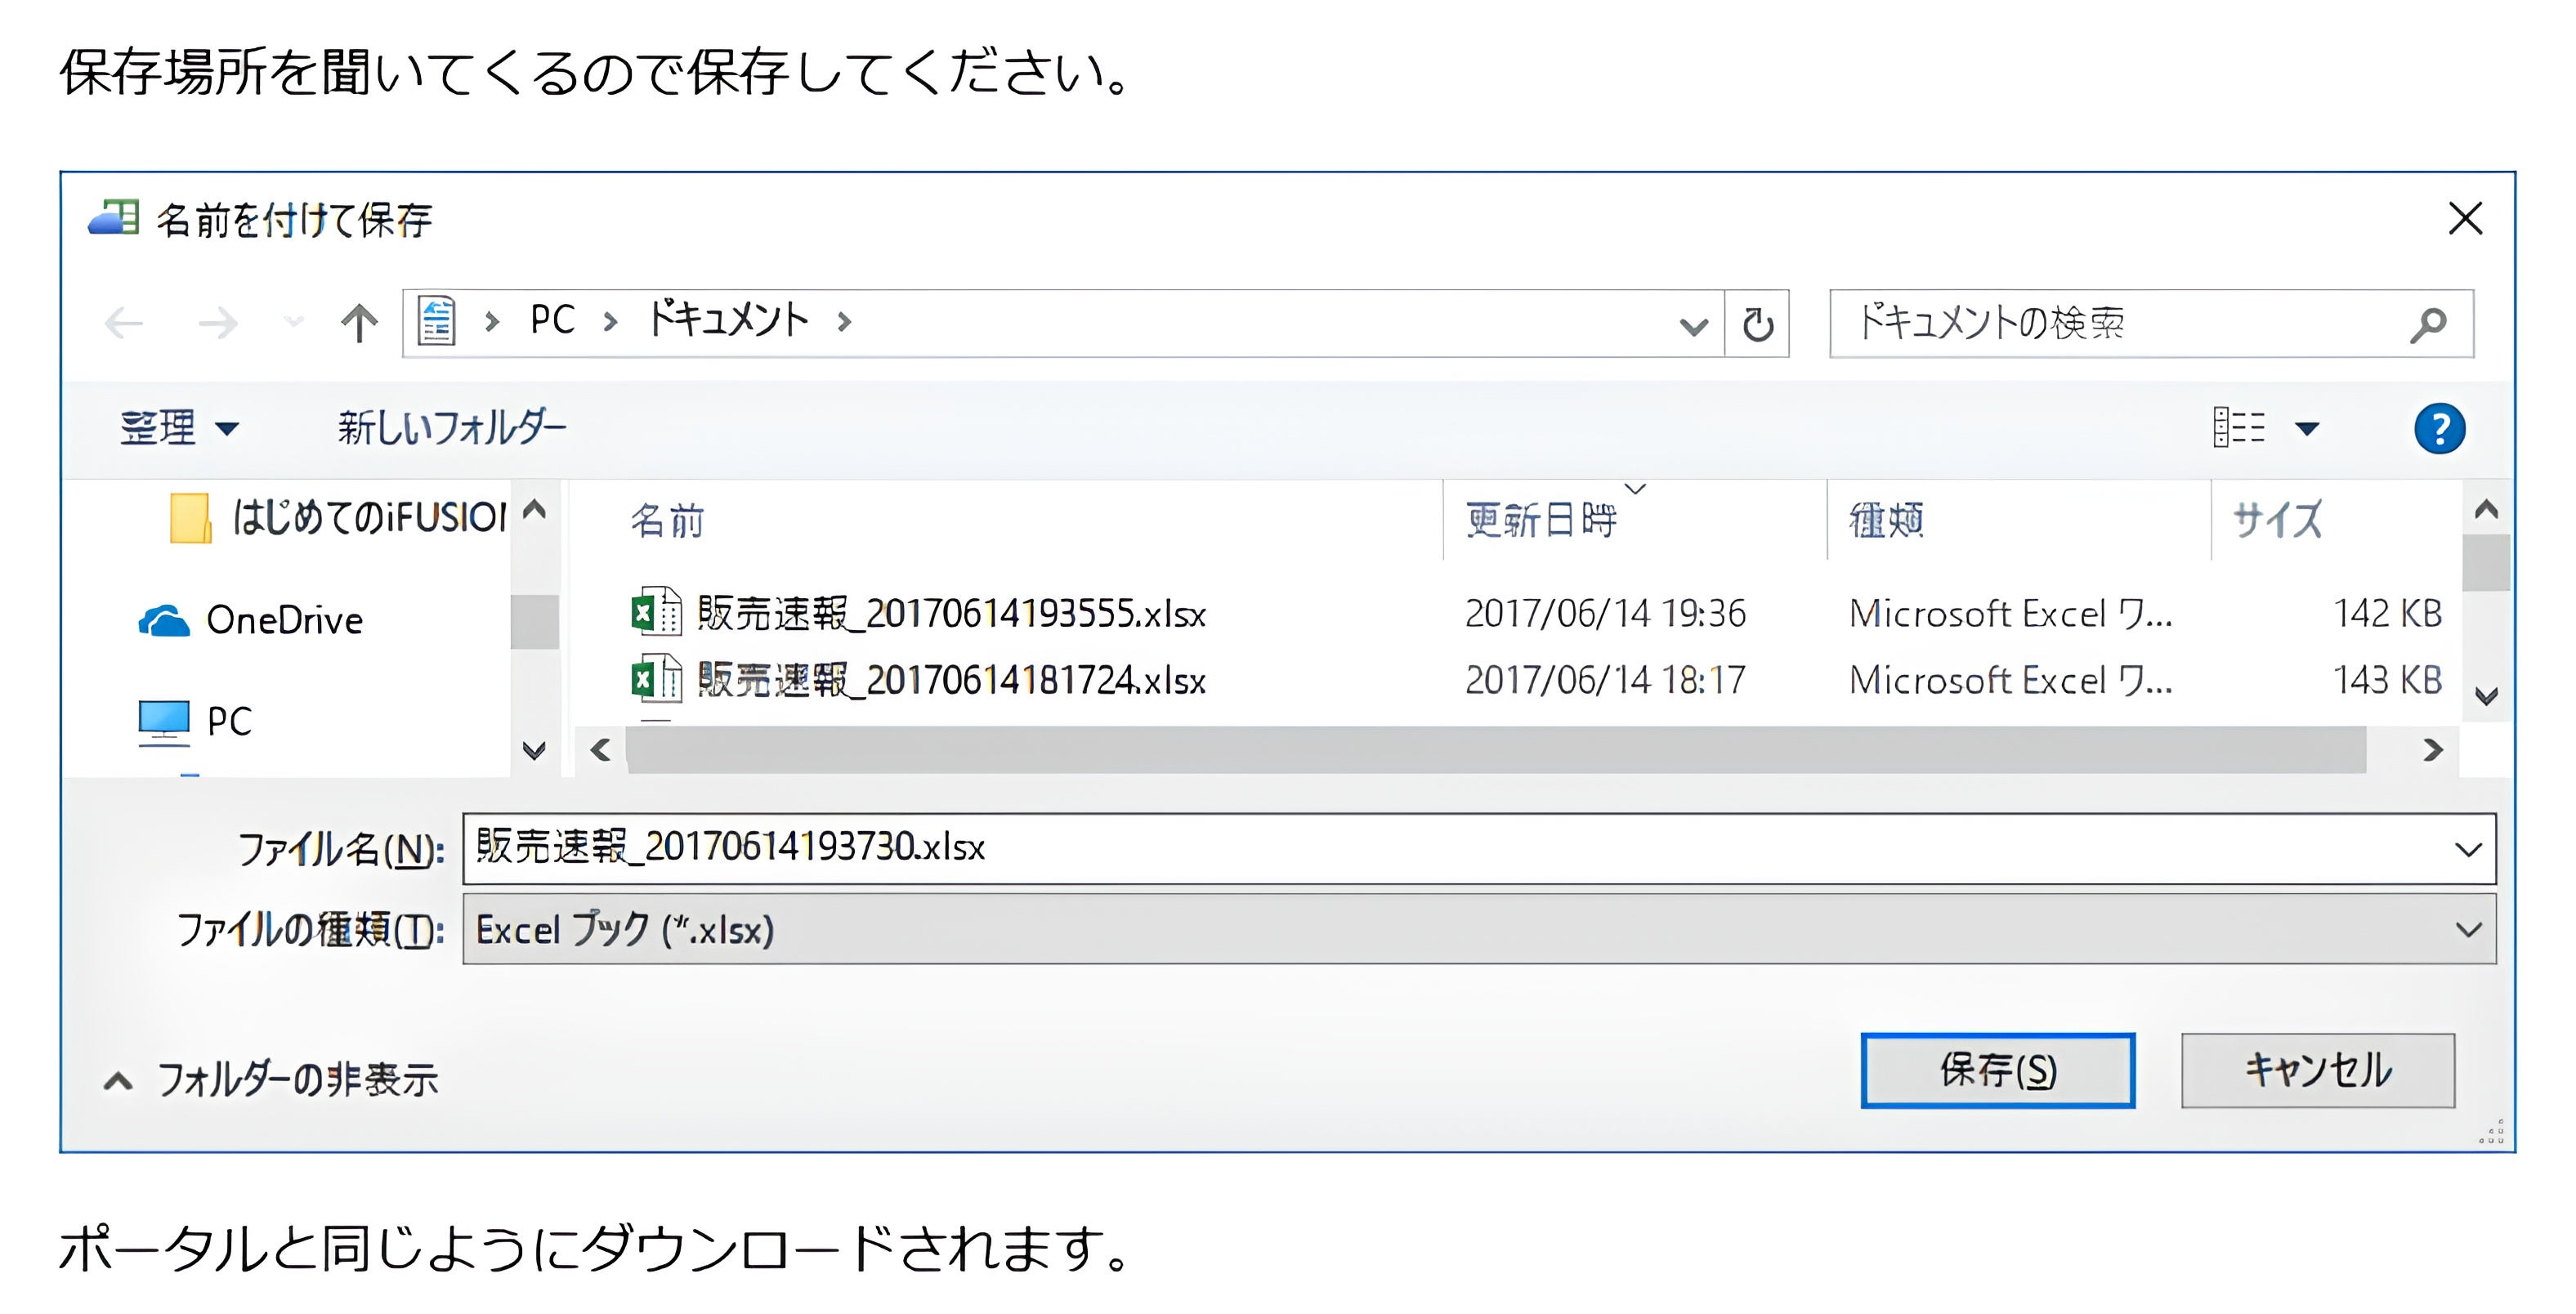 保存場所を聞いてくるので保存してください。
名前を付けて保存
PC > ドキュメント >
ドキュメントの検索
整理 新しいフォルダー
はじめてのiFUSION
OneDrive
PC
名前 更新日時 種類 サイズ
販売速報_20170614193555.xlsx 2017/06/14 19:36 Microsoft Excel ワ... 142 KB
販売速報_20170614181724.xlsx 2017/06/14 18:17 Microsoft Excel ワ... 143 KB
ファイル名(N): 販売速報_20170614193730.xlsx
ファイルの種類(T): Excel ブック (*.xlsx)
フォルダーの非表示
保存(S) キャンセル
ポータルと同じようにダウンロードされます。